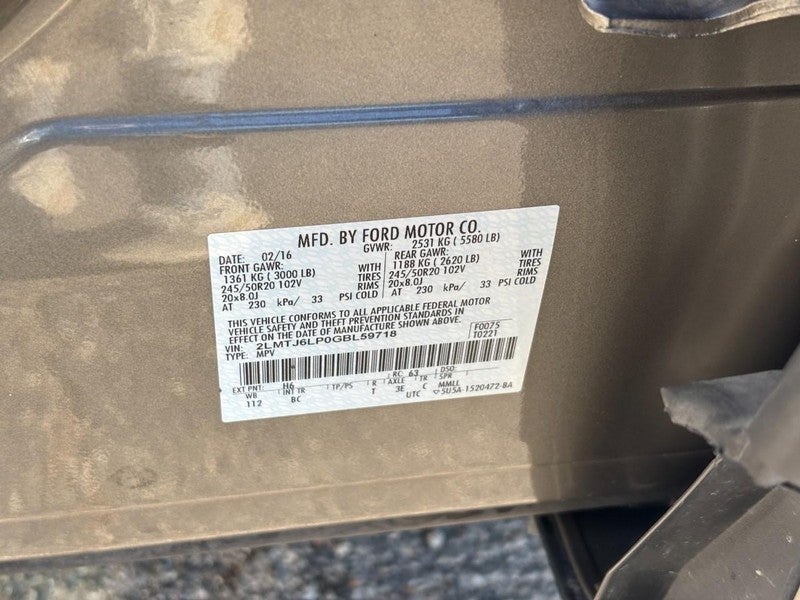 MFD. BY FORD MOTOR CO.
DATE: 02/16 GVWR: 2531 KG ( 5580 LB)
FRONT GAWR: WITH REAR GAWR: WITH
1361 KG ( 3000 LB) TIRES 1188 KG ( 2620 LB) TIRES
245/50R20 102V RIMS 245/50R20 102V RIMS
20x8.0J 20x8.0J
AT 230 kPa/ 33 PSI COLD AT 230 kPa/ 33 PSI COLD
THIS VEHICLE CONFORMS TO ALL APPLICABLE FEDERAL MOTOR
VEHICLE SAFETY AND THEFT PREVENTION STANDARDS IN
EFFECT ON THE DATE OF MANUFACTURE SHOWN ABOVE. F0075
VIN: 2LMTJ6LP0GBL59718 T0221
TYPE: MPV
EXT PNT: H6 RC: 63 DSO:
WB INT TR TP/PS R AXLE TR SPR
112 BC T 3E C MMLL
UTC ▽5U5A-1520472-BA